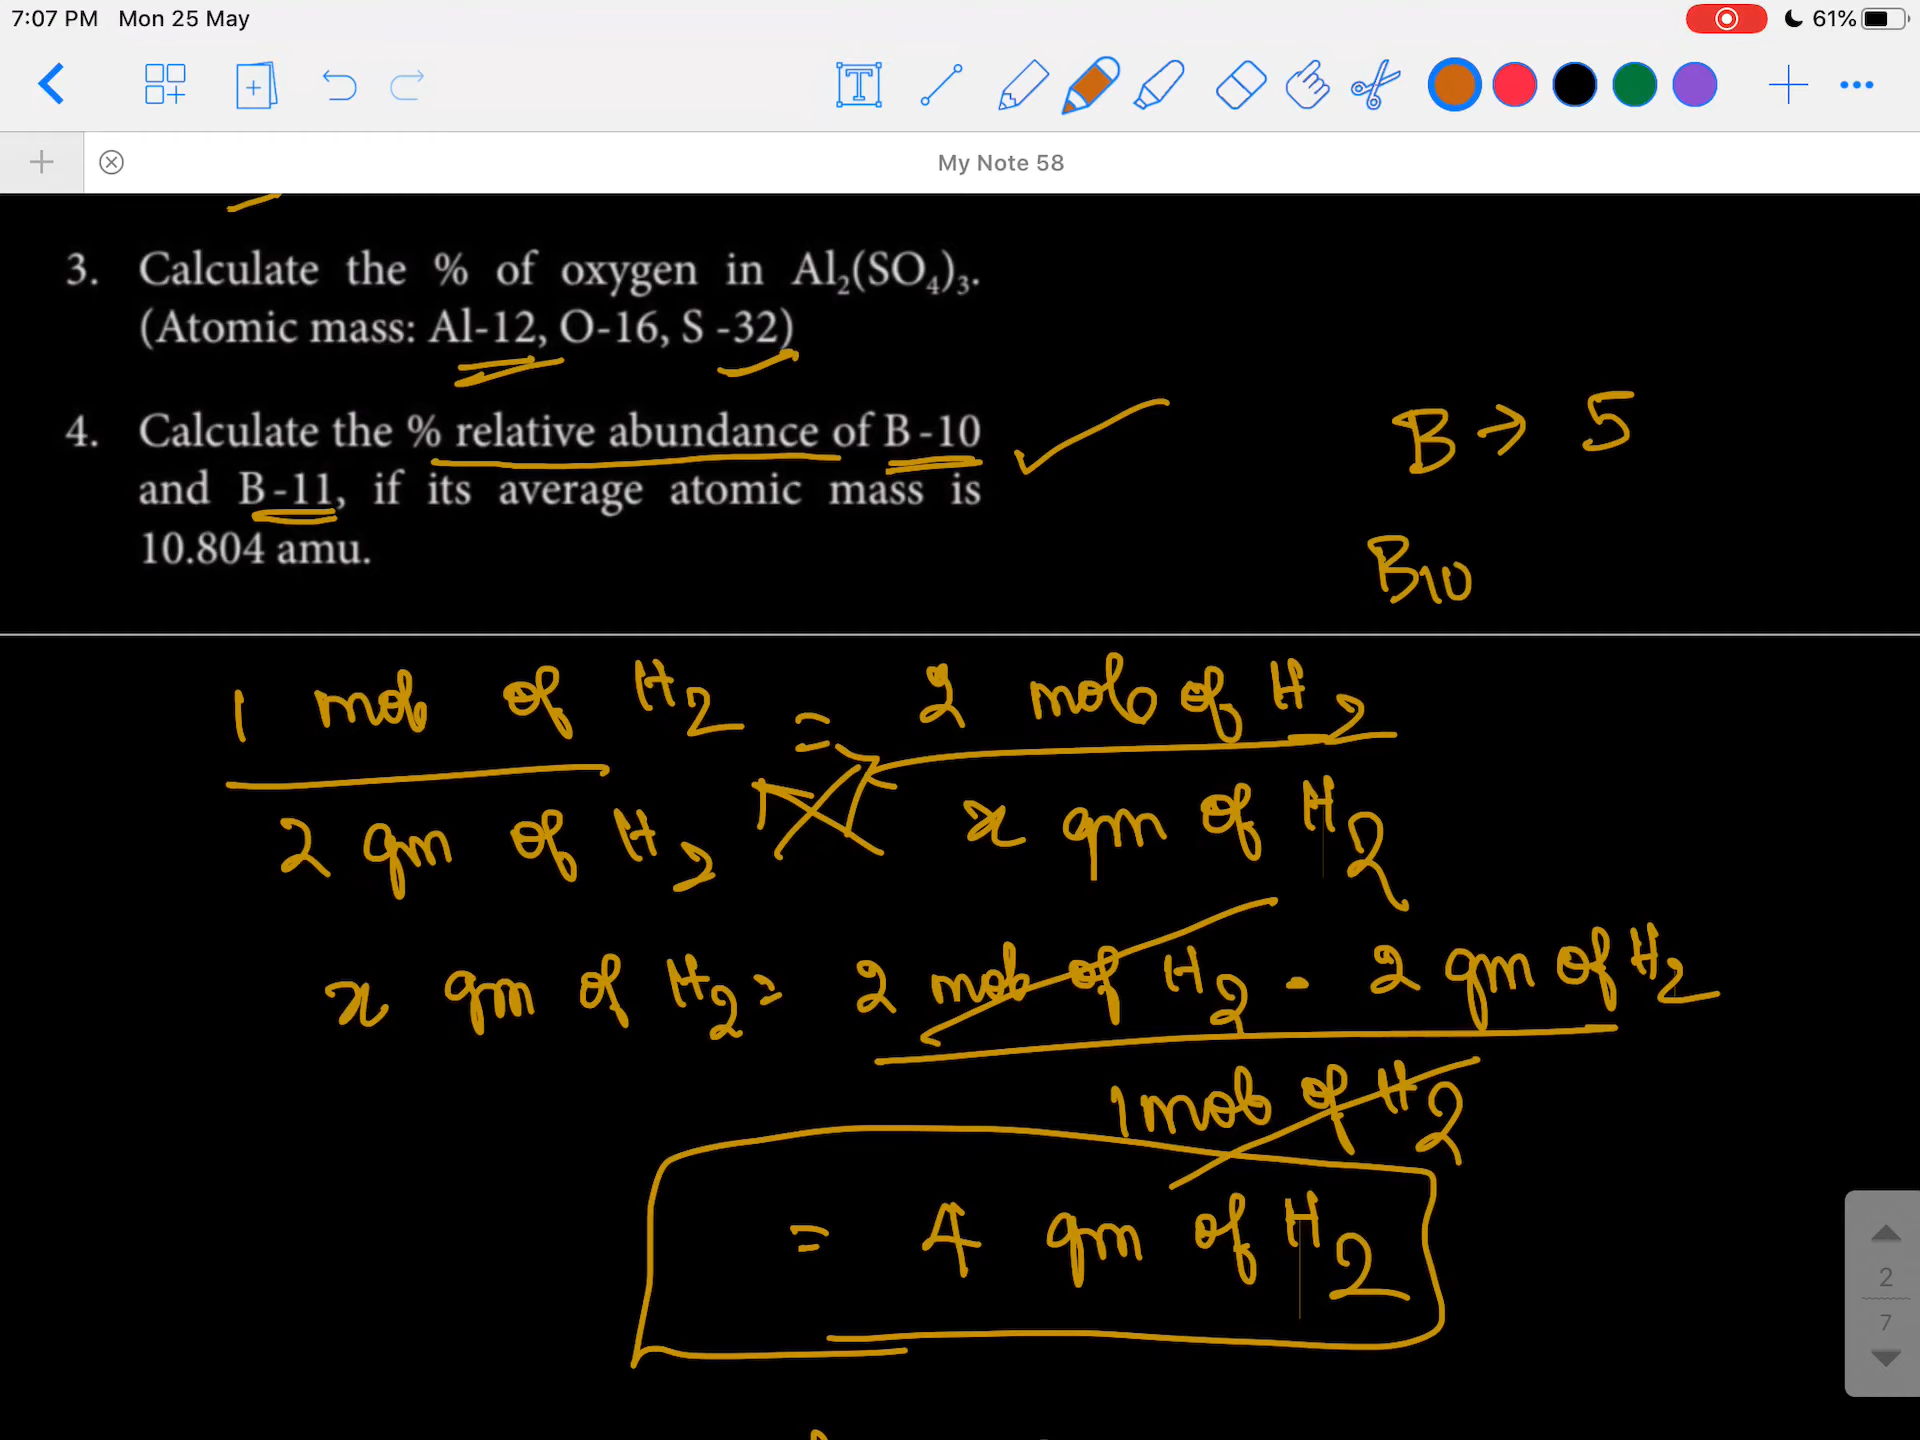 7:07 PM Mon 25 May
61%
My Note 58
3. Calculate the % of oxygen in Al₂(SO₄)₃.
(Atomic mass: Al-12, O-16, S -32)
4. Calculate the % relative abundance of B -10
and B -11, if its average atomic mass is
10.804 amu.
B → 5
B10
1 mole of H2 = 2 mole of H2
2 gm of H2 x gm of H2
x gm of H2 = 2 mole of H2 . 2 gm of H2
1 mole of H2
= 4 gm of H2
2
7